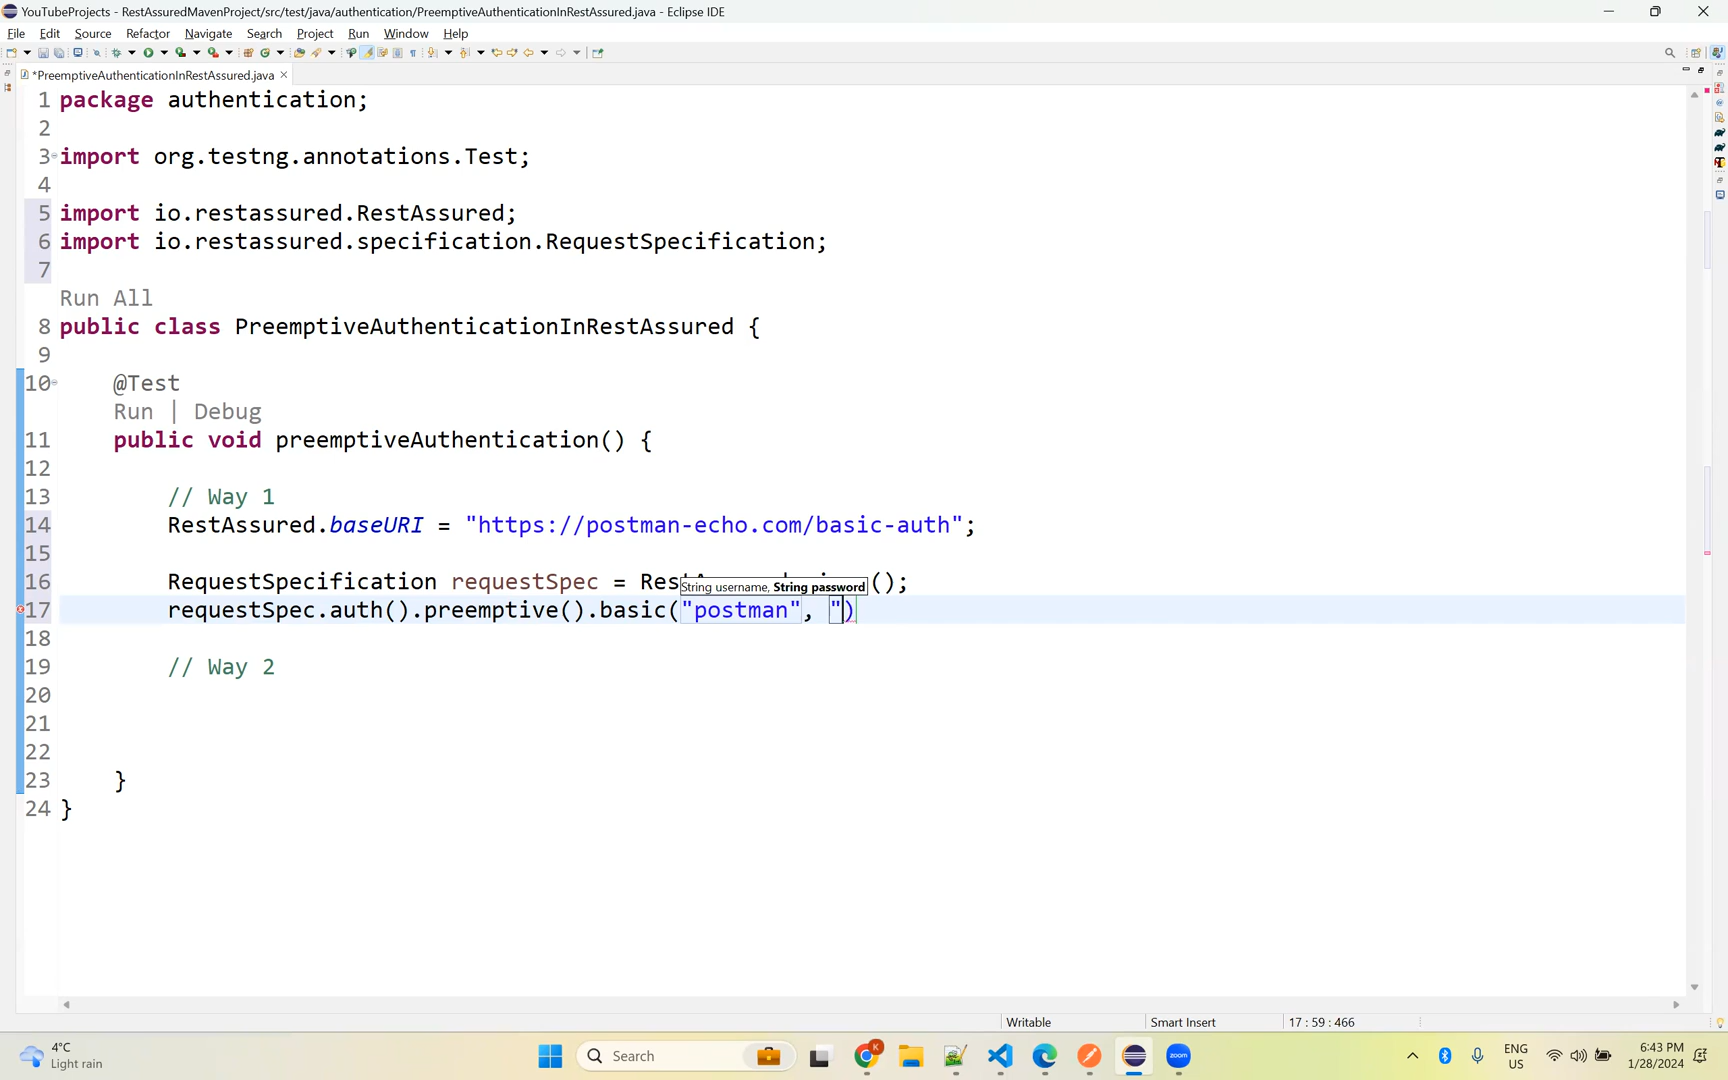 YouTubeProjects - RestAssuredMavenProject/src/test/java/authentication/PreemptiveAuthenticationInRestAssured.java - Eclipse IDE
File Edit Source Refactor Navigate Search Project Run Window Help
*PreemptiveAuthenticationInRestAssured.java
1 package authentication;
2
3 import org.testng.annotations.Test;
4
5 import io.restassured.RestAssured;
6 import io.restassured.specification.RequestSpecification;
7
Run All
8 public class PreemptiveAuthenticationInRestAssured {
9
10 @Test
Run | Debug
11 public void preemptiveAuthentication() {
12
13 // Way 1
14 RestAssured.baseURI = "https://postman-echo.com/basic-auth";
15
16 RequestSpecification requestSpec = Res ();
String username, String password
17 requestSpec.auth().preemptive().basic("postman", ")
18
19 // Way 2
20
21
22
23 }
24 }
Writable Smart Insert 17 : 59 : 466
4°C
Light rain
Search
zoom
ENG
US
6:43 PM
1/28/2024